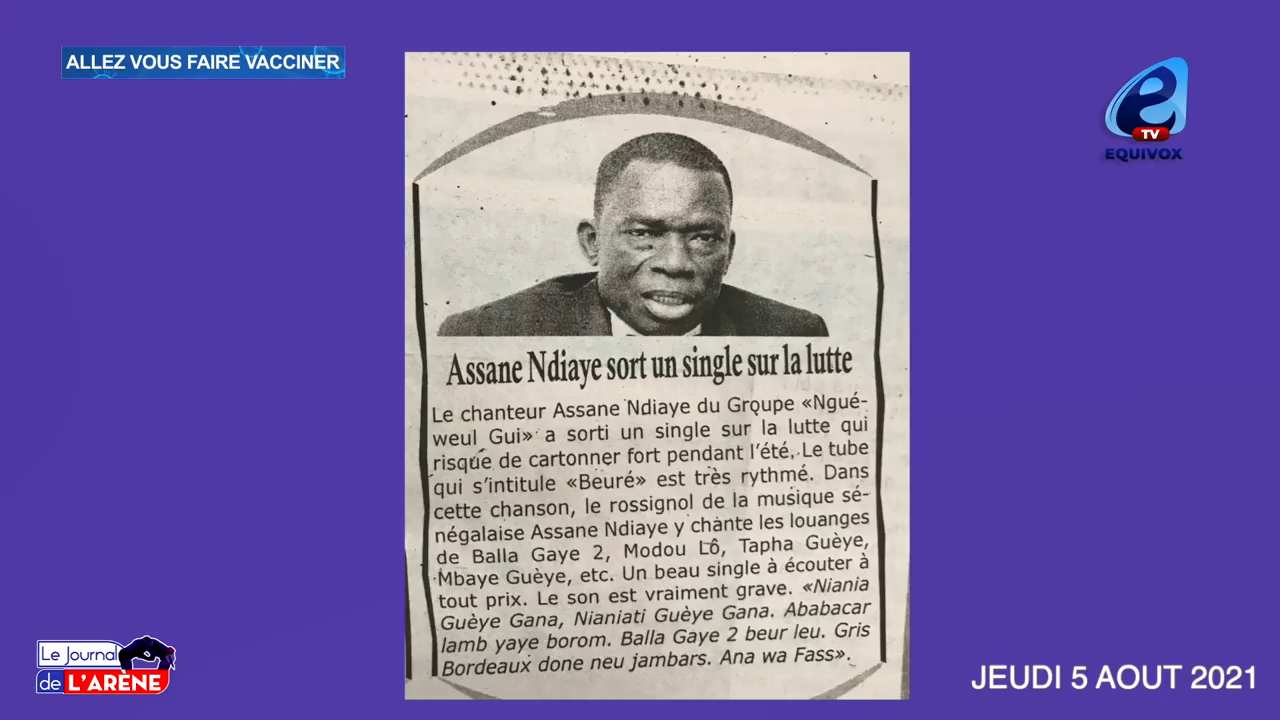 ALLEZ VOUS FAIRE VACCINER
e
TV
EQUIVOX
Assane Ndiaye sort un single sur la lutte
Le chanteur Assane Ndiaye du Groupe «Ngué-
weul Gui» a sorti un single sur la lutte qui
risque de cartonner fort pendant l'été. Le tube
qui s'intitule «Beuré» est très rythmé. Dans
cette chanson, le rossignol de la musique sé-
négalaise Assane Ndiaye y chante les louanges
de Balla Gaye 2, Modou Lô, Tapha Guèye,
Mbaye Guèye, etc. Un beau single à écouter à
tout prix. Le son est vraiment grave. «Niania
Guèye Gana, Nianiati Guèye Gana. Ababacar
lamb yaye borom. Balla Gaye 2 beur leu. Gris
Bordeaux done neu jambars. Ana wa Fass».
Le Journal
de L'ARÈNE
JEUDI 5 AOUT 2021